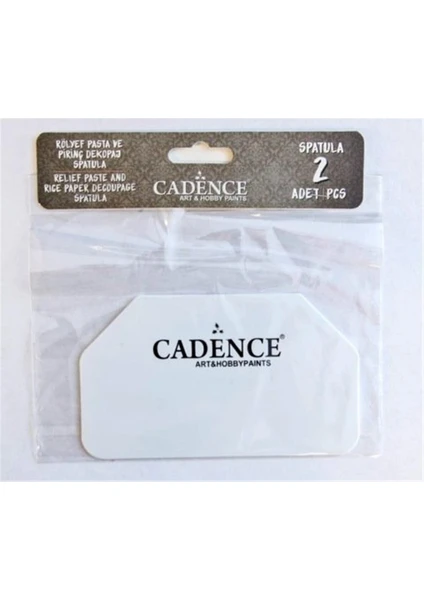 RÖLYEF PASTA VE
PİRİNÇ DEKOPAJ
SPATULA
RELIEF PASTE AND
RICE PAPER DECOUPAGE
SPATULA
CADENCE
ART & HOBBY PAINTS
SPATULA
2
ADET PCS
CADENCE®
ART&HOBBYPAINTS